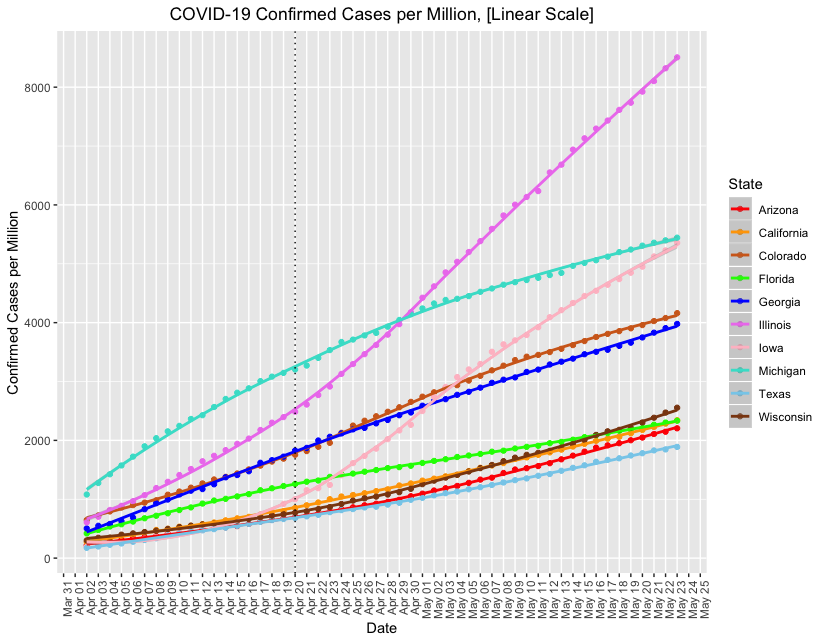 COVID-19 Confirmed Cases per Million, [Linear Scale]
Confirmed Cases per Million
8000
6000
4000
2000
0
Mar 31
Apr 01
Apr 02
Apr 03
Apr 04
Apr 05
Apr 06
Apr 07
Apr 08
Apr 09
Apr 10
Apr 11
Apr 12
Apr 13
Apr 14
Apr 15
Apr 16
Apr 17
Apr 18
Apr 19
Apr 20
Apr 21
Apr 22
Apr 23
Apr 24
Apr 25
Apr 26
Apr 27
Apr 28
Apr 29
Apr 30
May 01
May 02
May 03
May 04
May 05
May 06
May 07
May 08
May 09
May 10
May 11
May 12
May 13
May 14
May 15
May 16
May 17
May 18
May 19
May 20
May 21
May 22
May 23
May 24
May 25
Date
State
Arizona
California
Colorado
Florida
Georgia
Illinois
Iowa
Michigan
Texas
Wisconsin